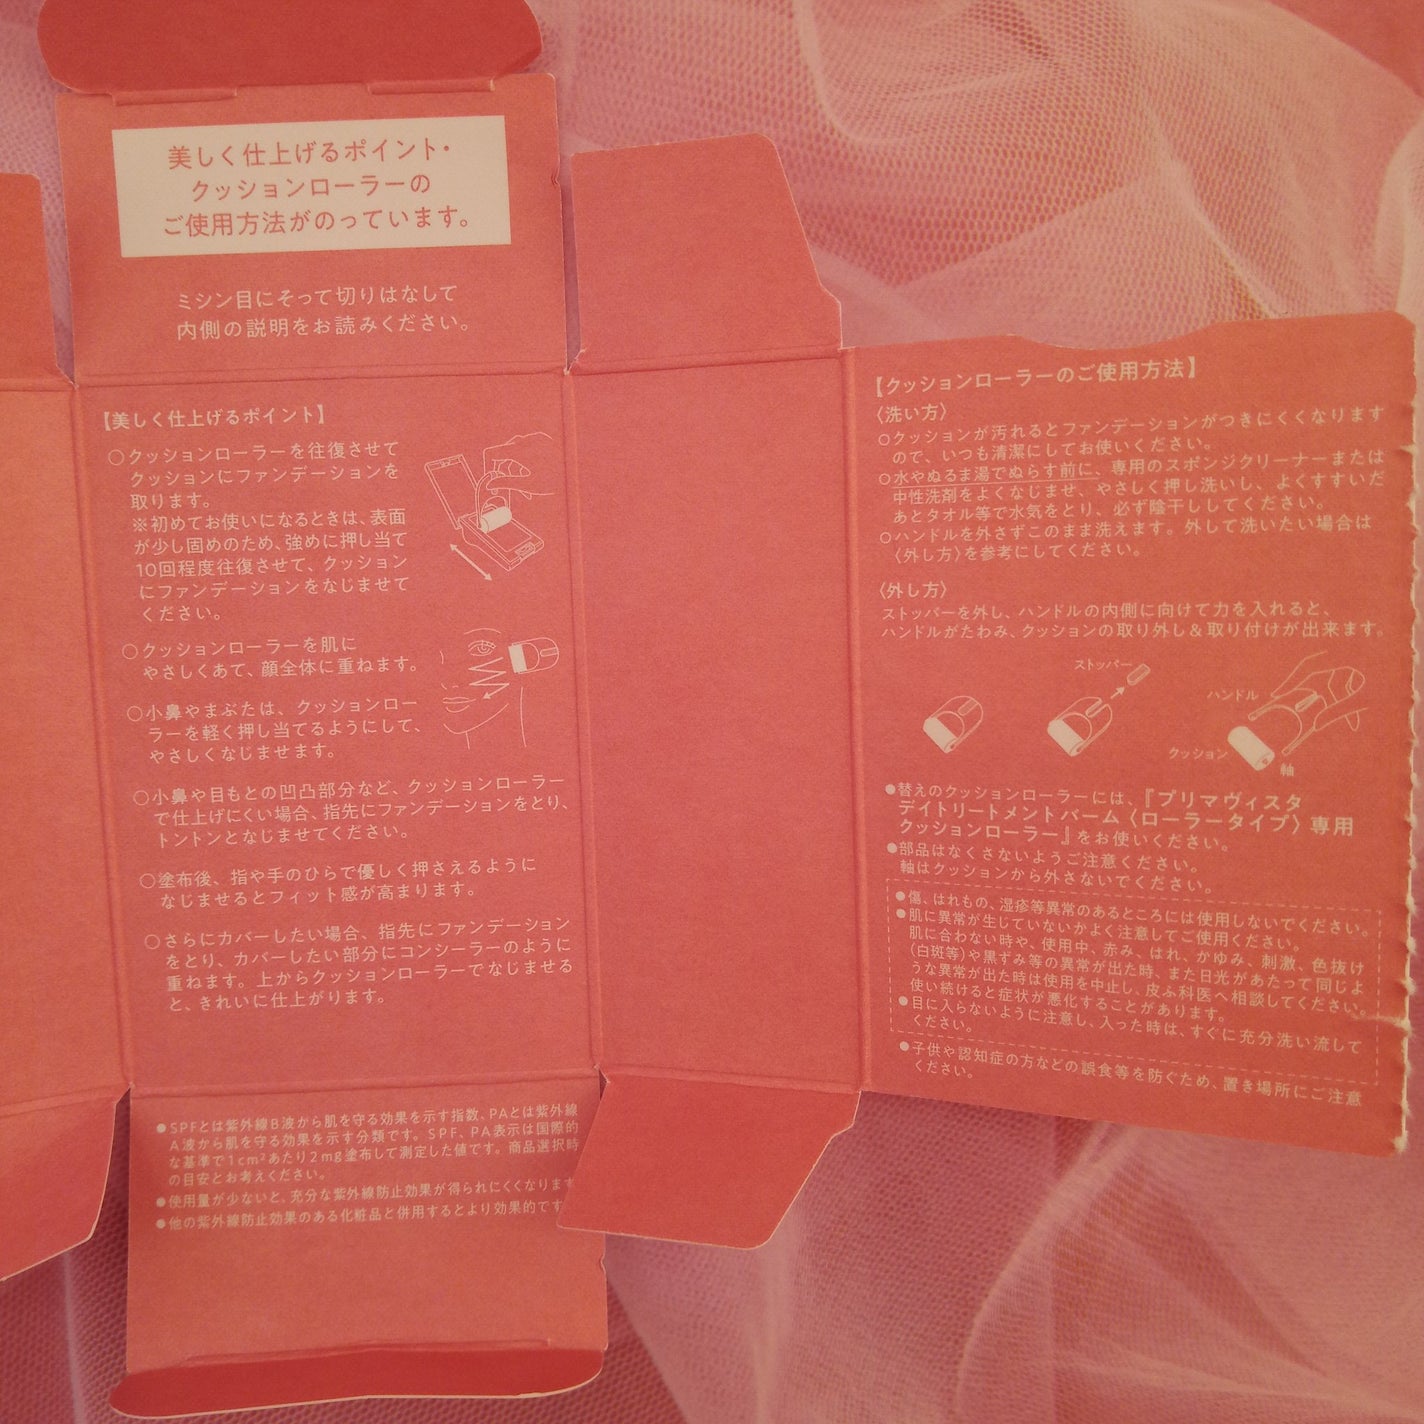 美しく仕上げるポイント・
クッションローラーの
ご使用方法がのっています。
ミシン目にそって切りはなして
内側の説明をお読みください。
【美しく仕上げるポイント】
○クッションローラーを往復させて
クッションにファンデーションを
取ります。
※初めてお使いになるときは、表面
が少し固めのため、強めに押し当て
10回程度往復させて、クッション
にファンデーションをなじませて
ください。
○クッションローラーを肌に
やさしくあて、顔全体に重ねます。
○小鼻やまぶたは、クッションロー
ラーを軽く押し当てるようにして、
やさしくなじませます。
○小鼻や目もとの凹凸部分など、クッションローラー
で仕上げにくい場合、指先にファンデーションをとり、
トントンとなじませてください。
○塗布後、指や手のひらで優しく押さえるように
なじませるとフィット感が高まります。
○さらにカバーしたい場合、指先にファンデーション
をとり、カバーしたい部分にコンシーラーのように
重ねます。上からクッションローラーでなじませる
と、きれいに仕上がります。
●SPFとは紫外線B波から肌を守る効果を示す指数、PAとは紫外線
A波から肌を守る効果を示す分類です。SPF、PA表示は国際的
な基準で1cm²あたり2mg塗布して測定した値です。商品選択時
の目安とお考えください。
●使用量が少ないと、充分な紫外線防止効果が得られにくくなります
●他の紫外線防止効果のある化粧品と併用するとより効果的です
【クッションローラーのご使用方法】
〈洗い方〉
○クッションが汚れるとファンデーションがつきにくくなります
ので、いつも清潔にしてお使いください。
○水やぬるま湯でぬらす前に、専用のスポンジクリーナーまたは
中性洗剤をよくなじませ、やさしく押し洗いし、よくすすいだ
あとタオル等で水気をとり、必ず陰干ししてください。
○ハンドルを外さずこのまま洗えます。外して洗いたい場合は
〈外し方〉を参考にしてください。
〈外し方〉
ストッパーを外し、ハンドルの内側に向けて力を入れると、
ハンドルがたわみ、クッションの取り外し＆取り付けが出来ます。
ストッパー
ハンドル
クッション
軸
●替えのクッションローラーには、『プリマヴィスタ
デイトリートメントバーム〈ローラータイプ〉専用
クッションローラー』をお使いください。
●部品はなくさないようご注意ください。
軸はクッションから外さないでください。
●傷、はれもの、湿疹等異常のあるところには使用しないでください。
●肌に異常が生じていないかよく注意してご使用ください。
肌に合わない時や、使用中、赤み、はれ、かゆみ、刺激、色抜け
（白斑等）や黒ずみ等の異常が出た時、また日光があたって同じよ
うな異常が出た時は使用を中止し、皮ふ科医へ相談してください。
使い続けると症状が悪化することがあります。
●目に入らないように注意し、入った時は、すぐに充分洗い流して
ください。
●子供や認知症の方などの誤食等を防ぐため、置き場所にご注意
ください。